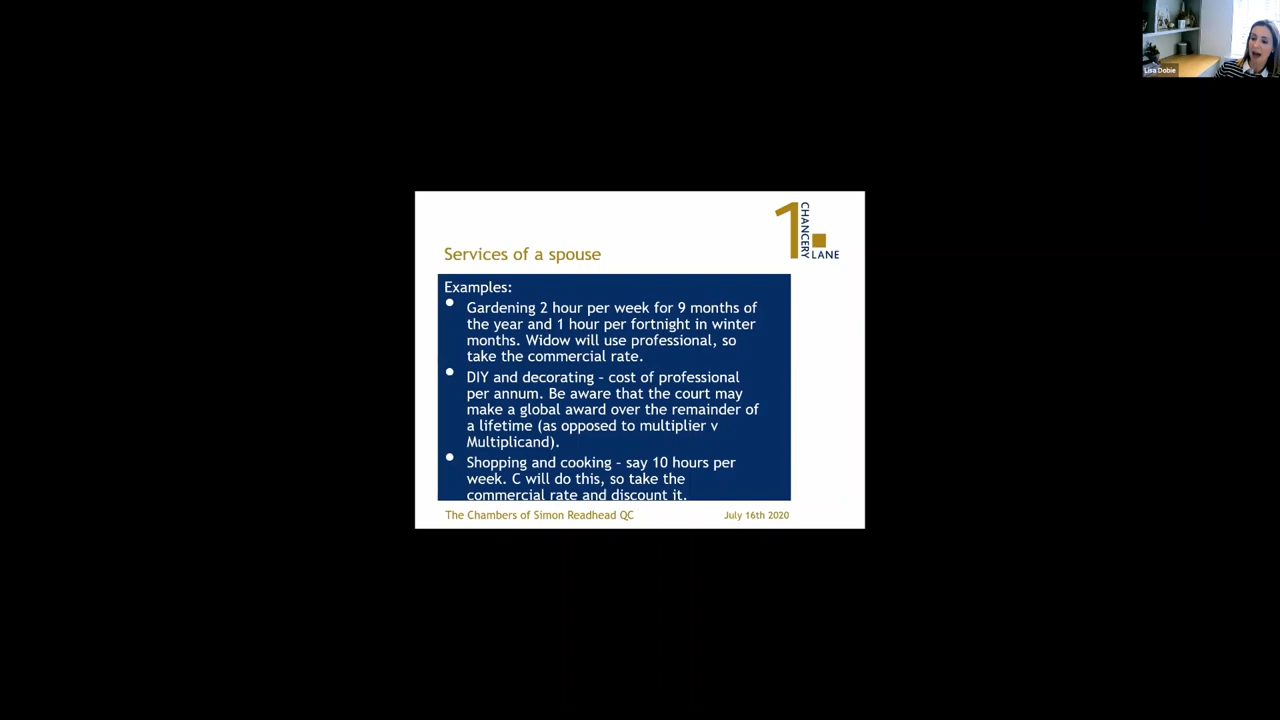 Lisa Dobie
1
CHANCERY
LANE
Services of a spouse
Examples:
• Gardening 2 hour per week for 9 months of
the year and 1 hour per fortnight in winter
months. Widow will use professional, so
take the commercial rate.
• DIY and decorating – cost of professional
per annum. Be aware that the court may
make a global award over the remainder of
a lifetime (as opposed to multiplier v
Multiplicand).
• Shopping and cooking – say 10 hours per
week. C will do this, so take the
commercial rate and discount it.
The Chambers of Simon Readhead QC
July 16th 2020